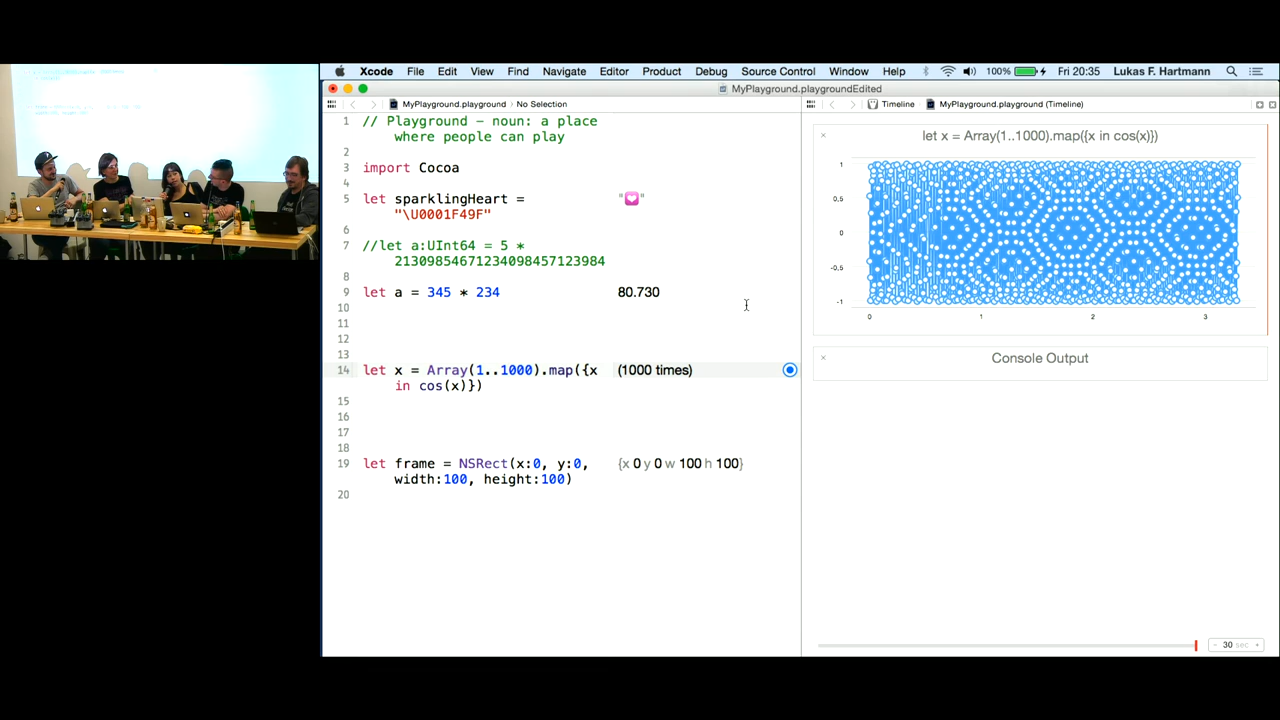 Xcode File Edit View Find Navigate Editor Product Debug Source Control Window Help 100% Fri 20:35 Lukas F. Hartmann
MyPlayground.playgroundEdited
MyPlayground.playground › No Selection
Timeline › MyPlayground.playground (Timeline)
1 // Playground – noun: a place
where people can play
2
3 import Cocoa
4
5 let sparklingHeart =
"\U0001F49F"
"💟"
6
7 //let a:UInt64 = 5 *
21309854671234098457123984
8
9 let a = 345 * 234
80.730
10
11
12
13
14 let x = Array(1..1000).map({x
in cos(x)})
(1000 times)
15
16
17
18
19 let frame = NSRect(x:0, y:0,
width:100, height:100)
{x 0 y 0 w 100 h 100}
20
let x = Array(1..1000).map({x in cos(x)})
1
0,5
0
-0,5
-1
0 1 2 3
Console Output
- 30 sec +